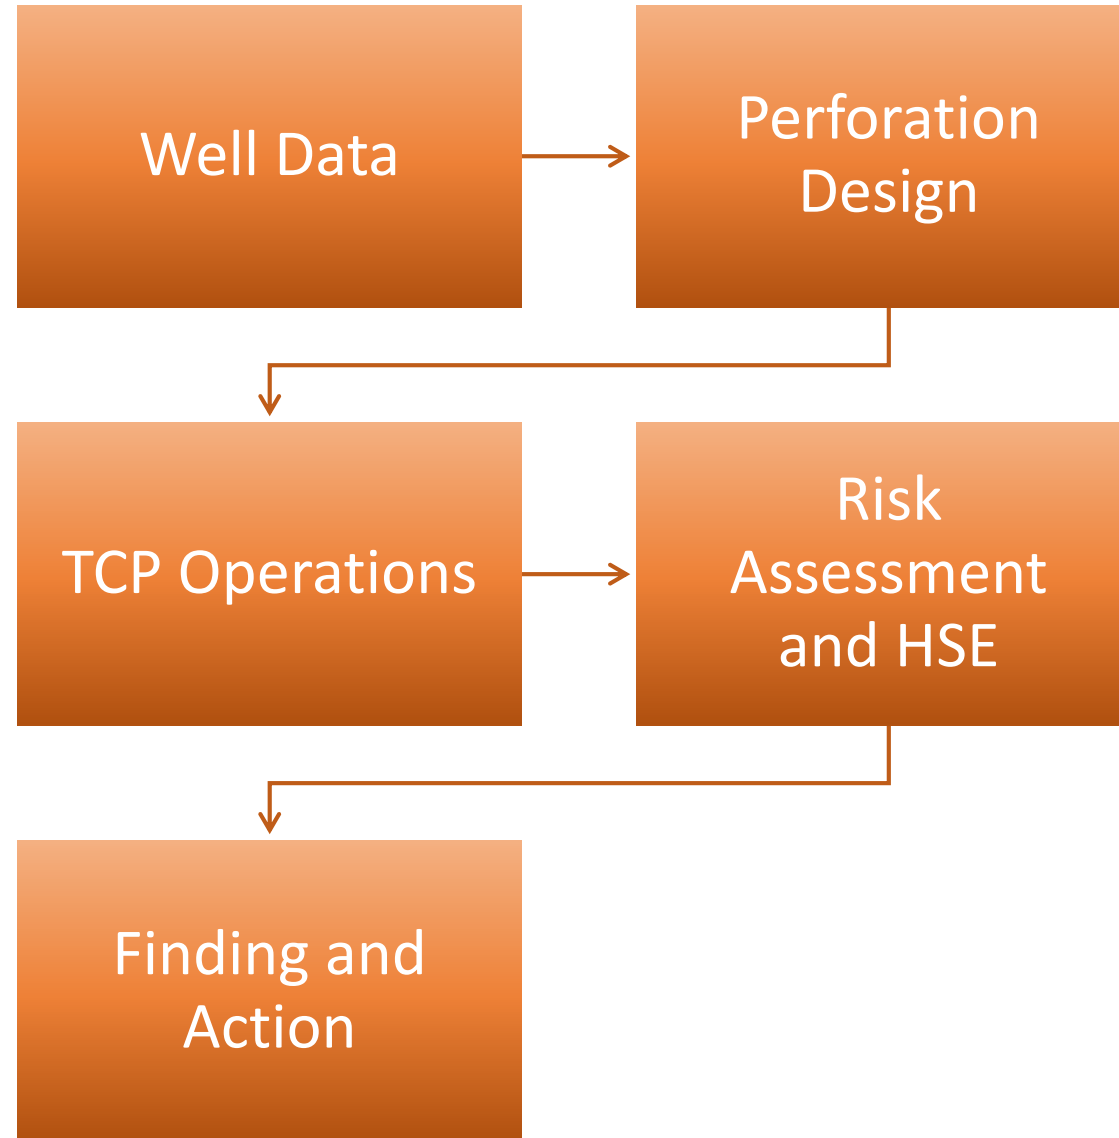 Well Data
Perforation
Design
TCP Operations
Risk
Assessment
and HSE
Finding and
Action